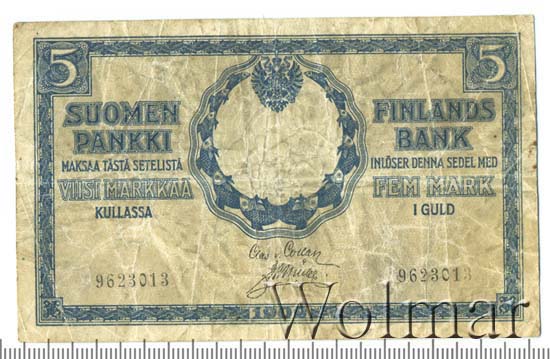 5
5
SUOMEN
PANKKI
MAKSAA TÄSTÄ SETELISTÄ
VIISI MARKKAA
KULLASSA
FINLANDS
BANK
INLÖSER DENNA SEDEL MED
FEM MARK
I GULD
9623013
9623013
Wolmar